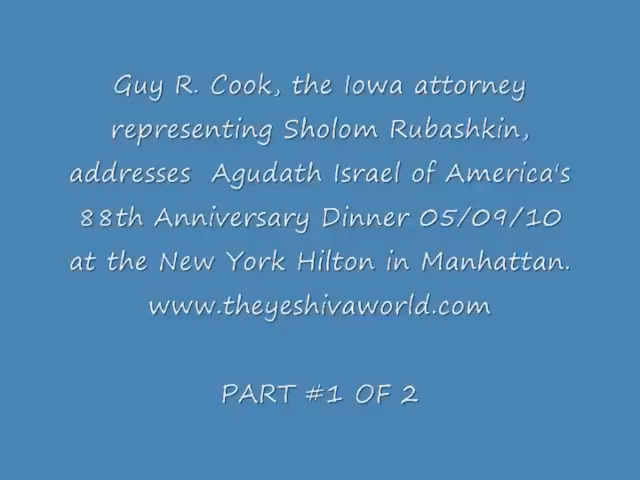 Guy R. Cook, the Iowa attorney
representing Sholom Rubashkin,
addresses  Agudath Israel of America's
88th Anniversary Dinner 05/09/10
at the New York Hilton in Manhattan.
www.theyeshivaworld.com
PART #1 OF 2